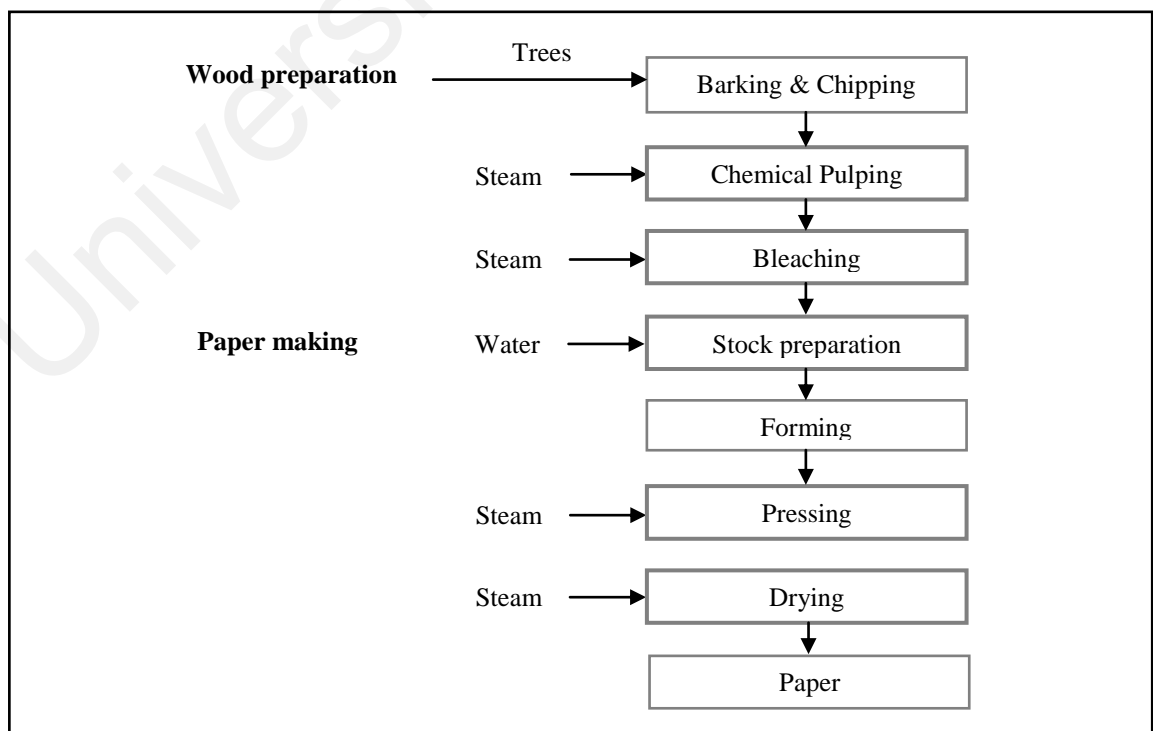 Trees
Wood preparation
Barking & Chipping
Steam
Chemical Pulping
Steam
Bleaching
Paper making
Water
Stock preparation
Forming
Steam
Pressing
Steam
Drying
Paper
Univers